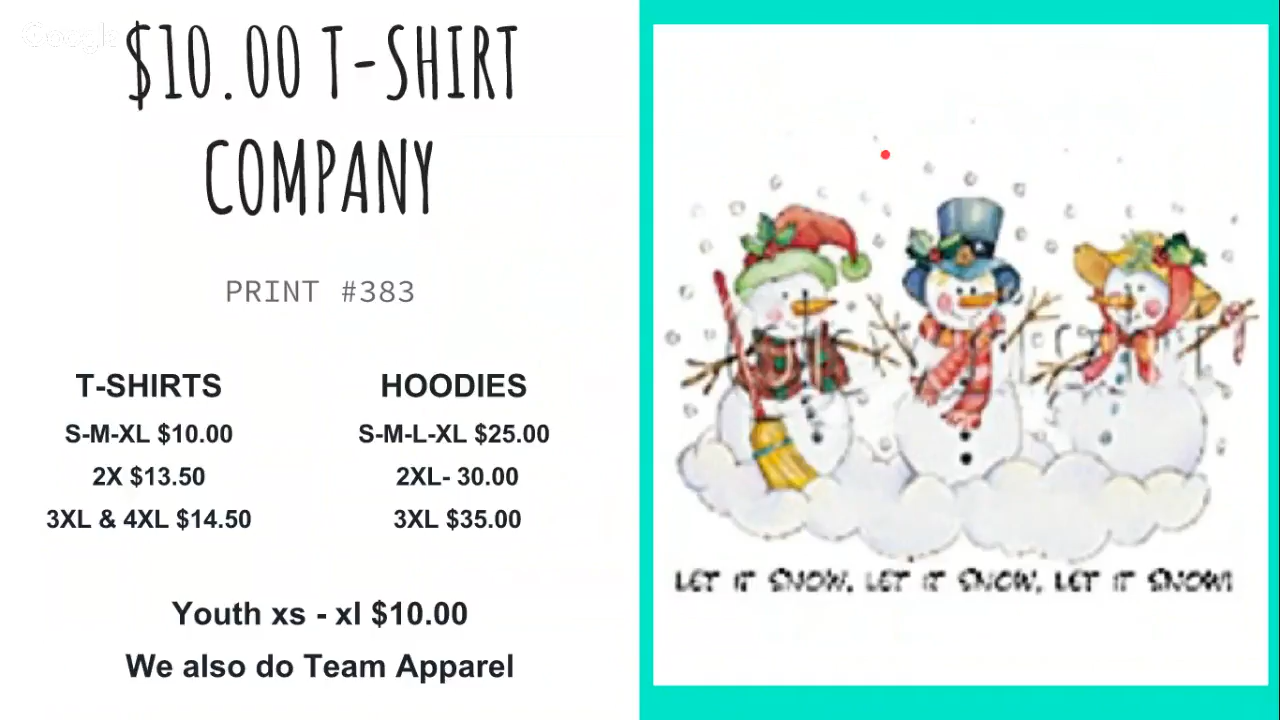 Google
$10.00 T-SHIRT
COMPANY
PRINT #383
T-SHIRTS
S-M-XL $10.00
2X $13.50
3XL & 4XL $14.50
HOODIES
S-M-L-XL $25.00
2XL- 30.00
3XL $35.00
Youth xs - xl $10.00
We also do Team Apparel
LET IT SNOW, LET IT SNOW, LET IT SNOW!